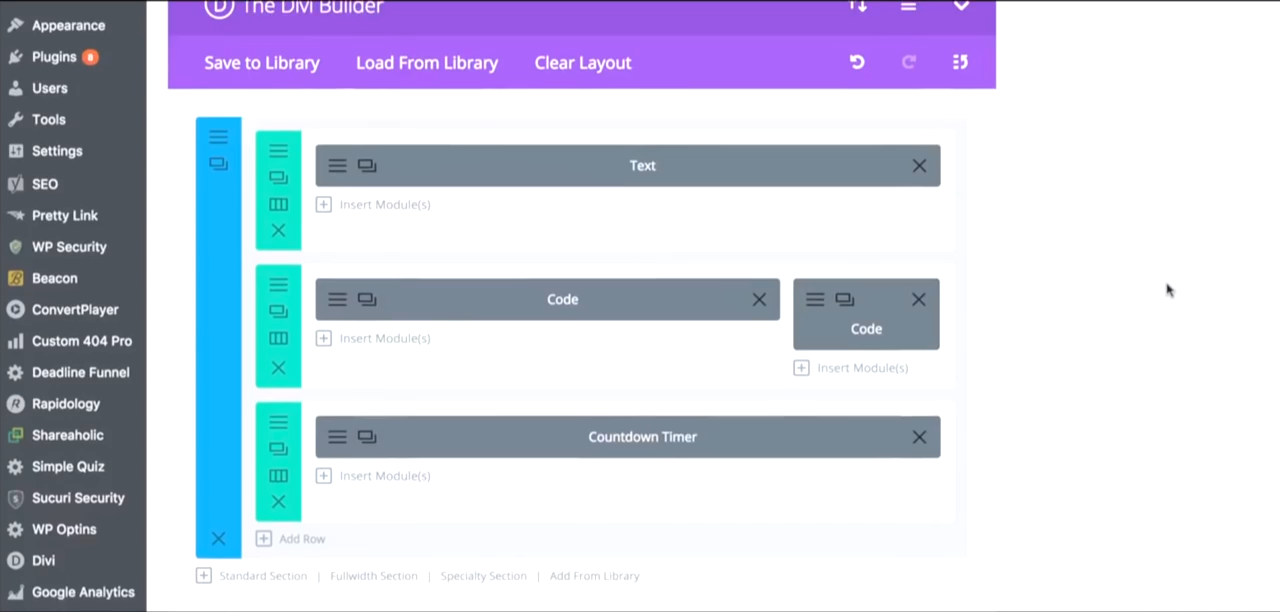 Appearance
Plugins 8
Users
Tools
Settings
SEO
Pretty Link
WP Security
Beacon
ConvertPlayer
Custom 404 Pro
Deadline Funnel
Rapidology
Shareaholic
Simple Quiz
Sucuri Security
WP Optins
Divi
Google Analytics
The Divi Builder
Save to Library Load From Library Clear Layout
Text
Insert Module(s)
Code
Insert Module(s)
Code
Insert Module(s)
Countdown Timer
Insert Module(s)
Add Row
Standard Section | Fullwidth Section | Specialty Section | Add From Library